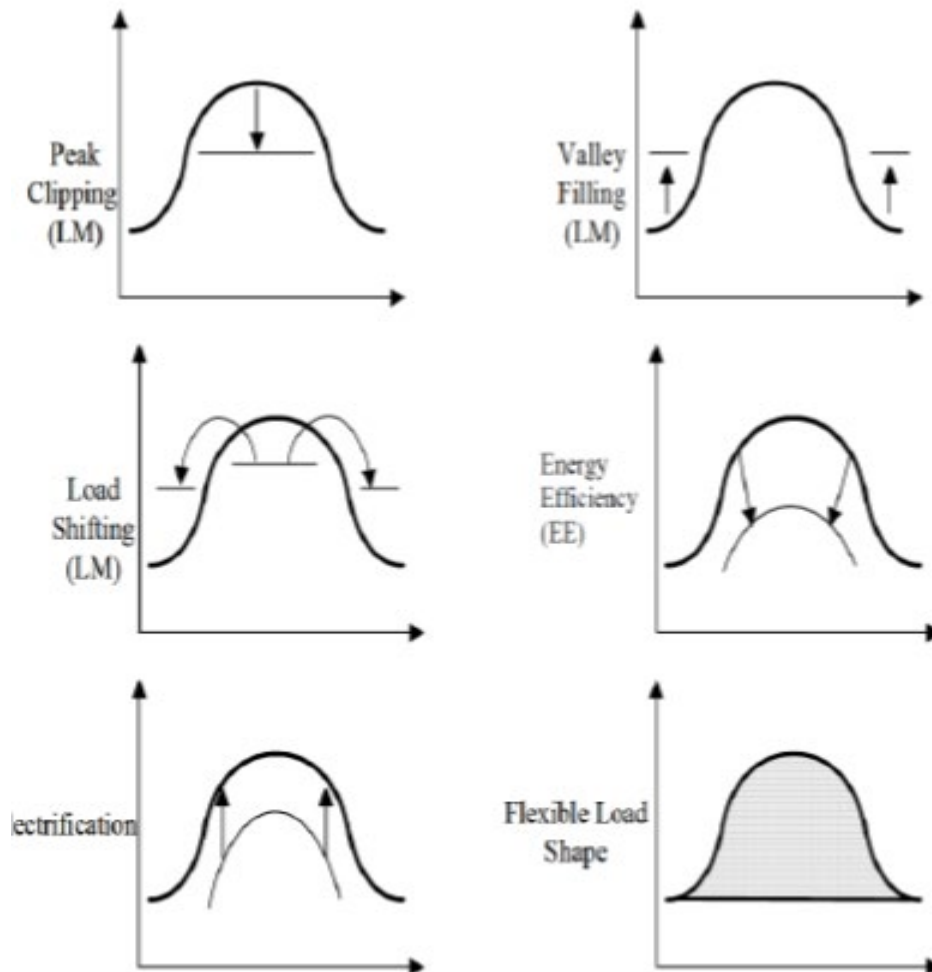 Peak
Clipping
(LM)
Valley
Filling
(LM)
Load
Shifting
(LM)
Energy
Efficiency
(EE)
lectrification
Flexible Load
Shape